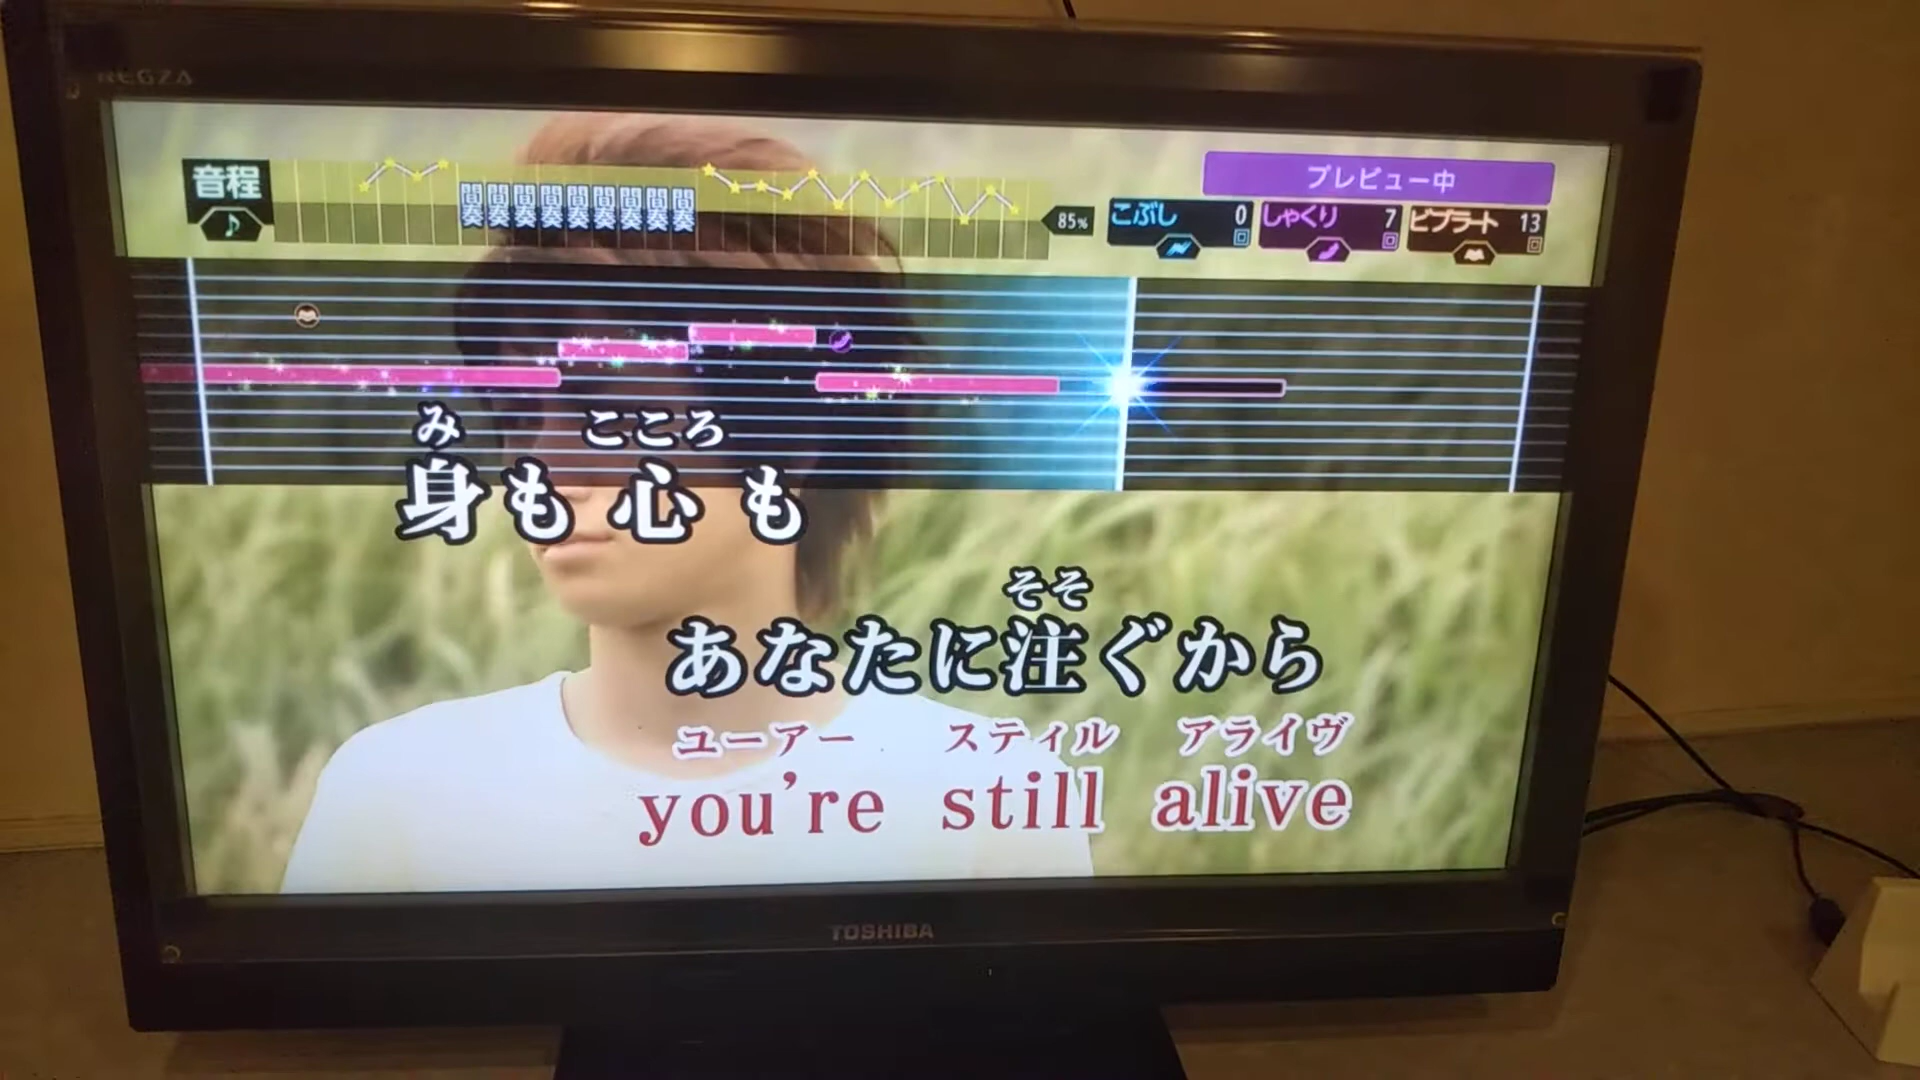 REGZA
音程
間奏 間奏 間奏 間奏 間奏 間奏 間奏 間奏 間奏
85%
プレビュー中
こぶし 0
しゃくり 7
ビブラート 13
み こころ
身も心も
そそ
あなたに注ぐから
ユーアー スティル アライヴ
you're still alive
TOSHIBA